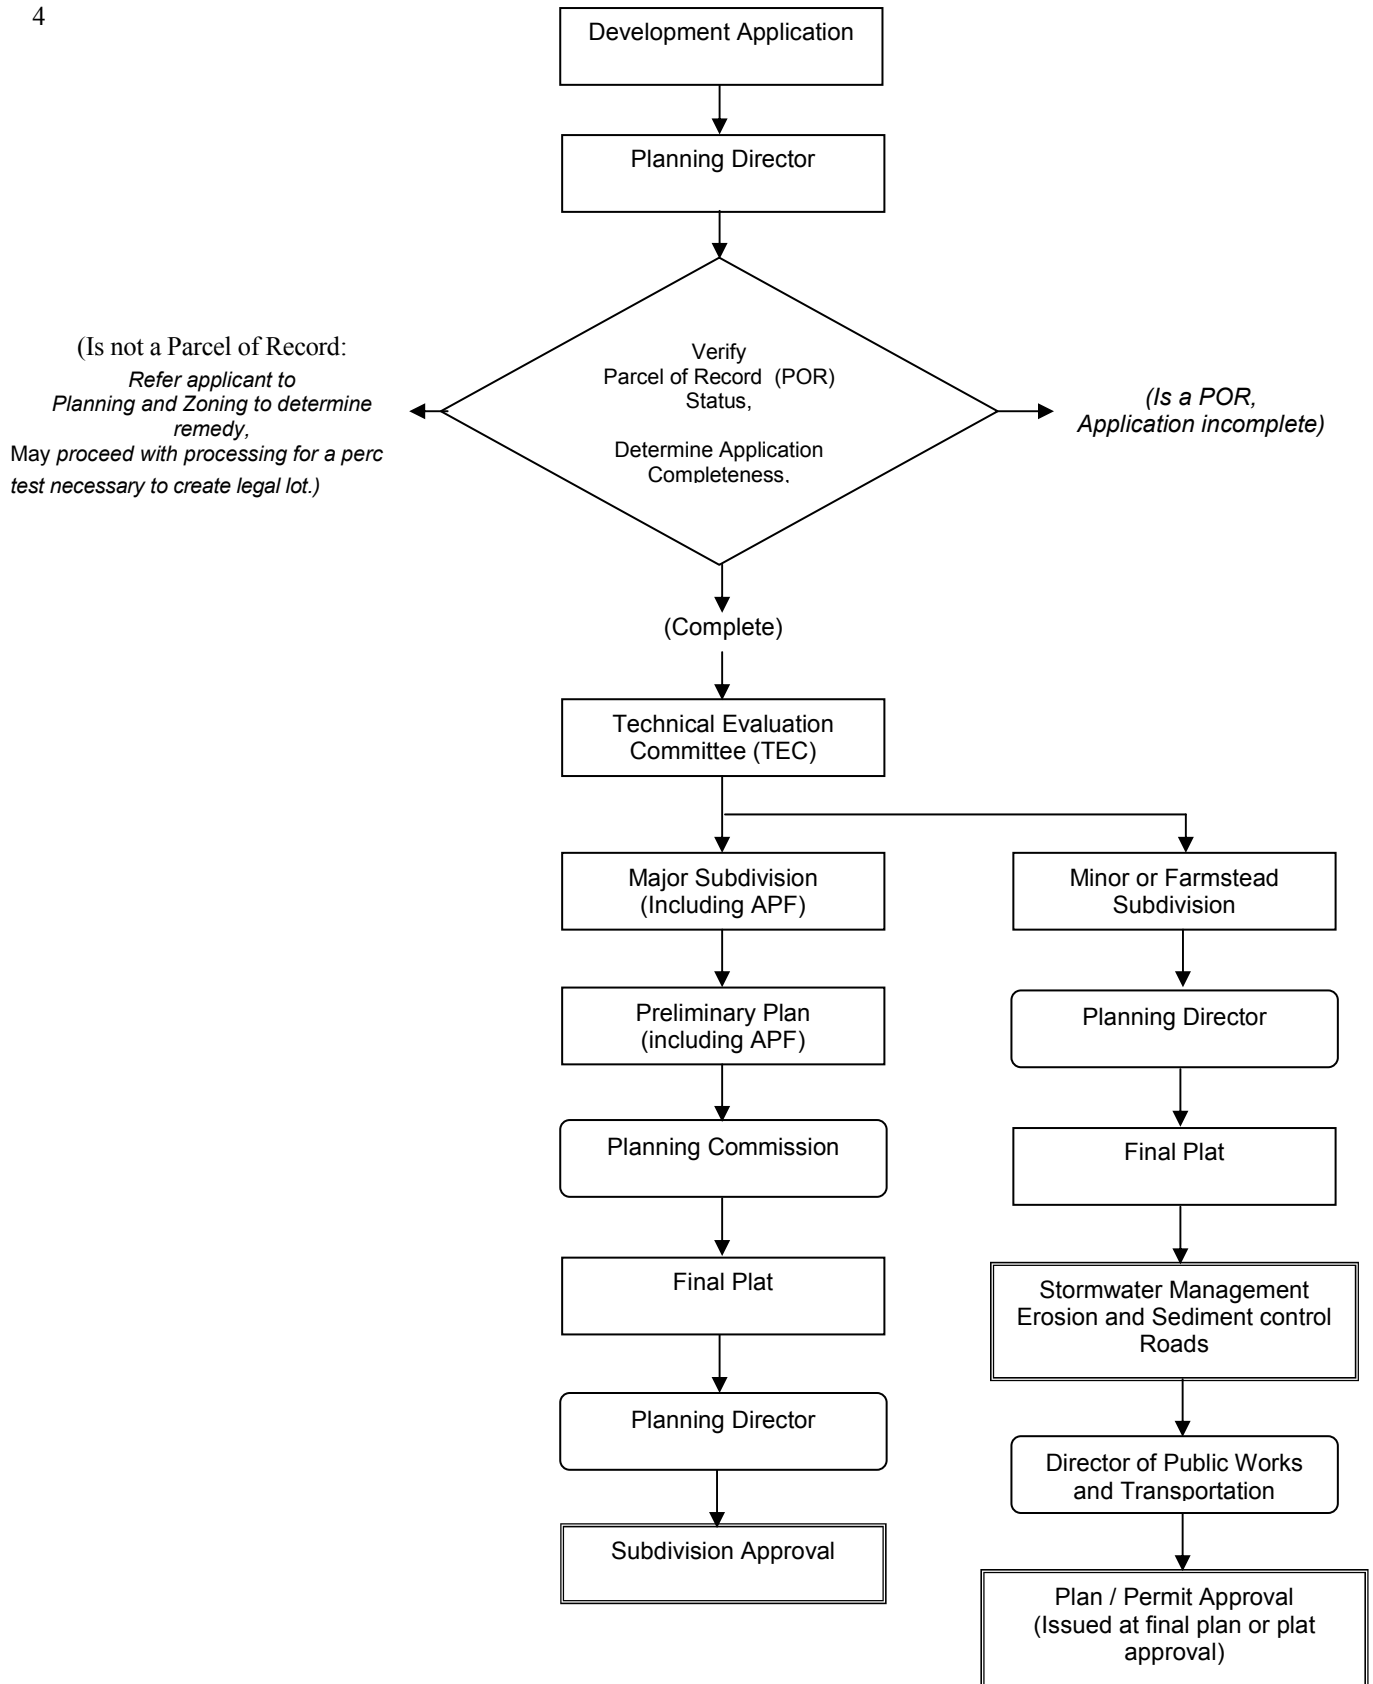 4
Development Application
Planning Director
(Is not a Parcel of Record:
Refer applicant to
Planning and Zoning to determine
remedy,
May proceed with processing for a perc
test necessary to create legal lot.)
Verify
Parcel of Record (POR)
Status,
Determine Application
Completeness,
(Is a POR,
Application incomplete)
(Complete)
Technical Evaluation
Committee (TEC)
Major Subdivision
(Including APF)
Preliminary Plan
(including APF)
Planning Commission
Final Plat
Planning Director
Subdivision Approval
Minor or Farmstead
Subdivision
Planning Director
Final Plat
Stormwater Management
Erosion and Sediment control
Roads
Director of Public Works
and Transportation
Plan / Permit Approval
(Issued at final plan or plat
approval)